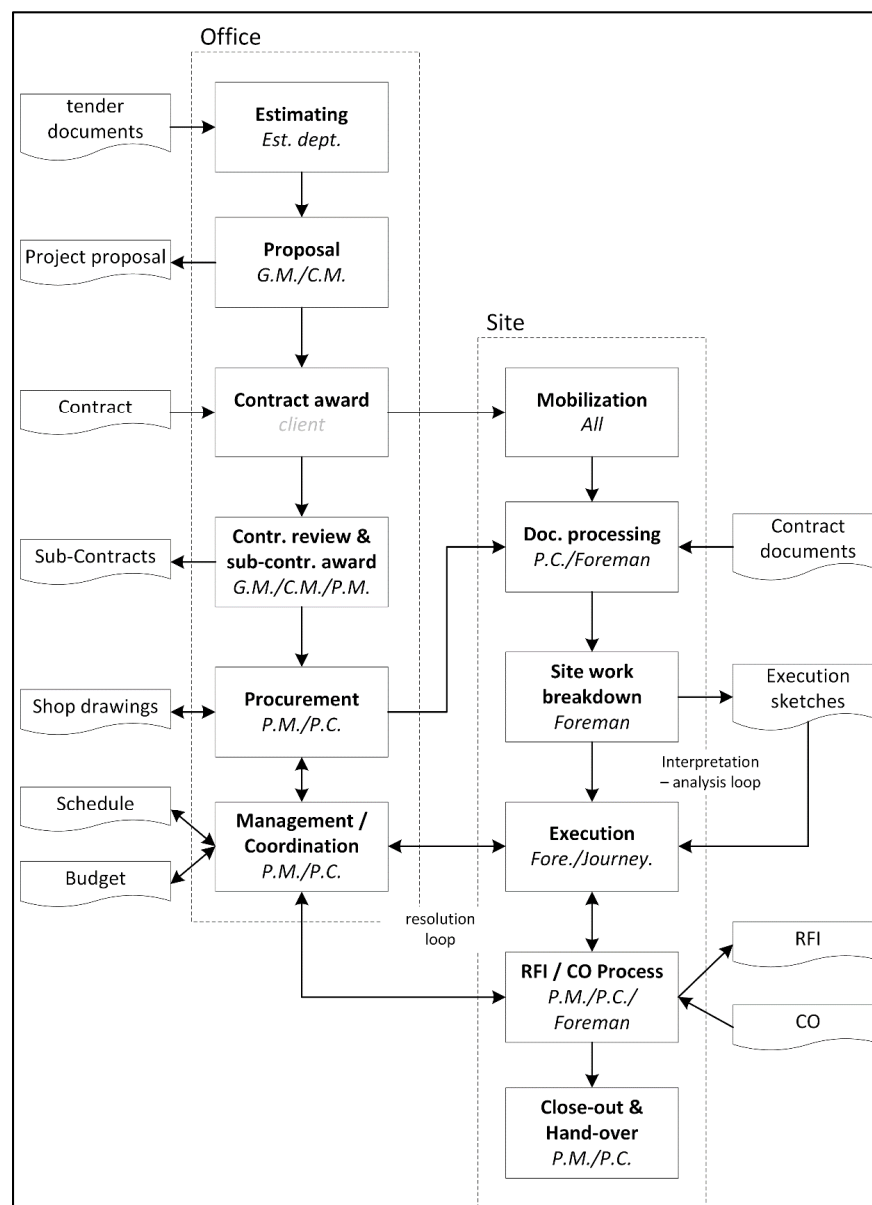 Office
tender
documents
Estimating
Est. dept.
Project proposal
Proposal
G.M./C.M.
Site
Contract
Contract award
client
Mobilization
All
Sub-Contracts
Contr. review &
sub-contr. award
G.M./C.M./P.M.
Doc. processing
P.C./Foreman
Contract
documents
Shop drawings
Procurement
P.M./P.C.
Site work
breakdown
Foreman
Execution
sketches
Interpretation
– analysis loop
Schedule
Budget
Management /
Coordination
P.M./P.C.
Execution
Fore./Journey.
resolution
loop
RFI / CO Process
P.M./P.C./
Foreman
RFI
CO
Close-out &
Hand-over
P.M./P.C.